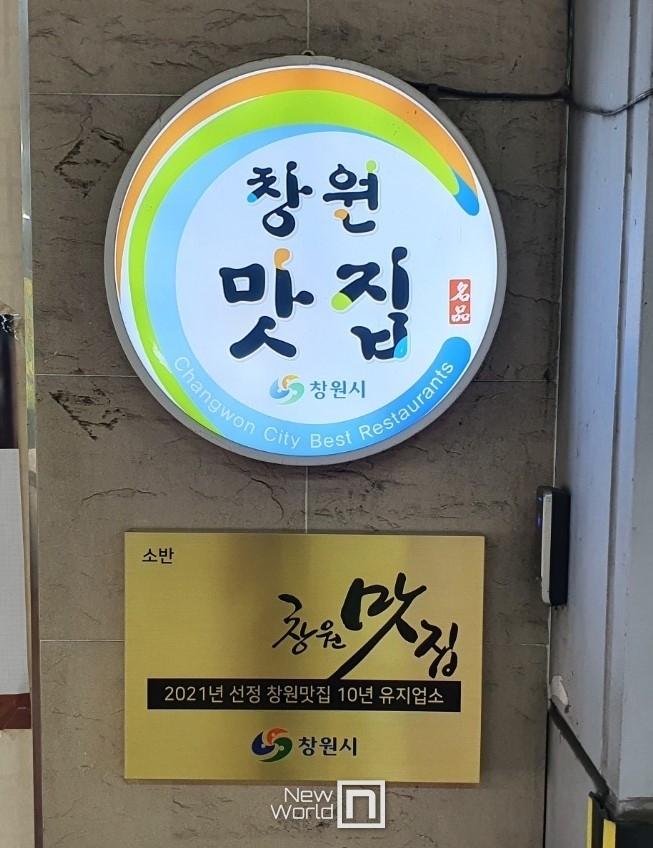 창원
맛집
名品
창원시
Changwon City Best Restaurants
소반
창원맛집
2021년 선정 창원맛집 10년 유지업소
창원시
New
World
n